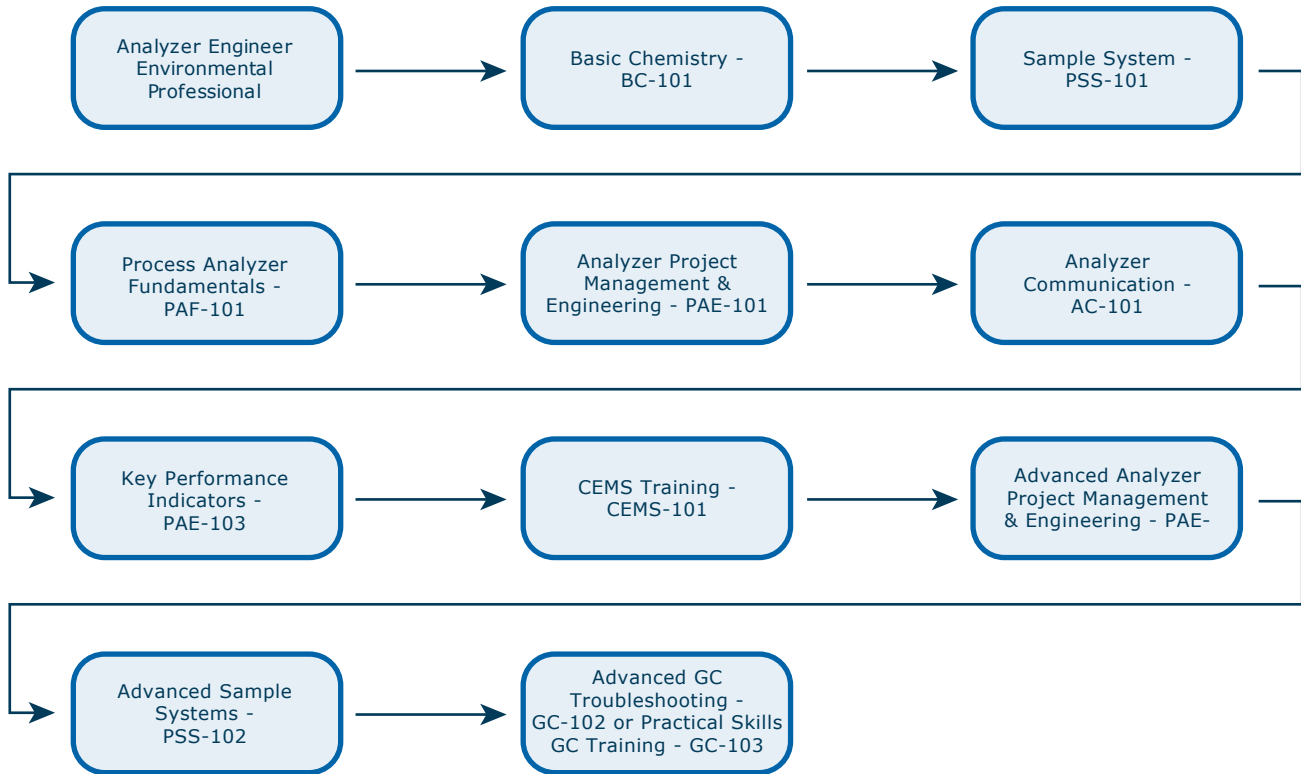 Analyzer Engineer
Environmental
Professional
Basic Chemistry -
BC-101
Sample System -
PSS-101
Process Analyzer
Fundamentals -
PAF-101
Analyzer Project
Management &
Engineering - PAE-101
Analyzer
Communication -
AC-101
Key Performance
Indicators -
PAE-103
CEMS Training -
CEMS-101
Advanced Analyzer
Project Management
& Engineering - PAE-
Advanced Sample
Systems -
PSS-102
Advanced GC
Troubleshooting -
GC-102 or Practical Skills
GC Training - GC-103